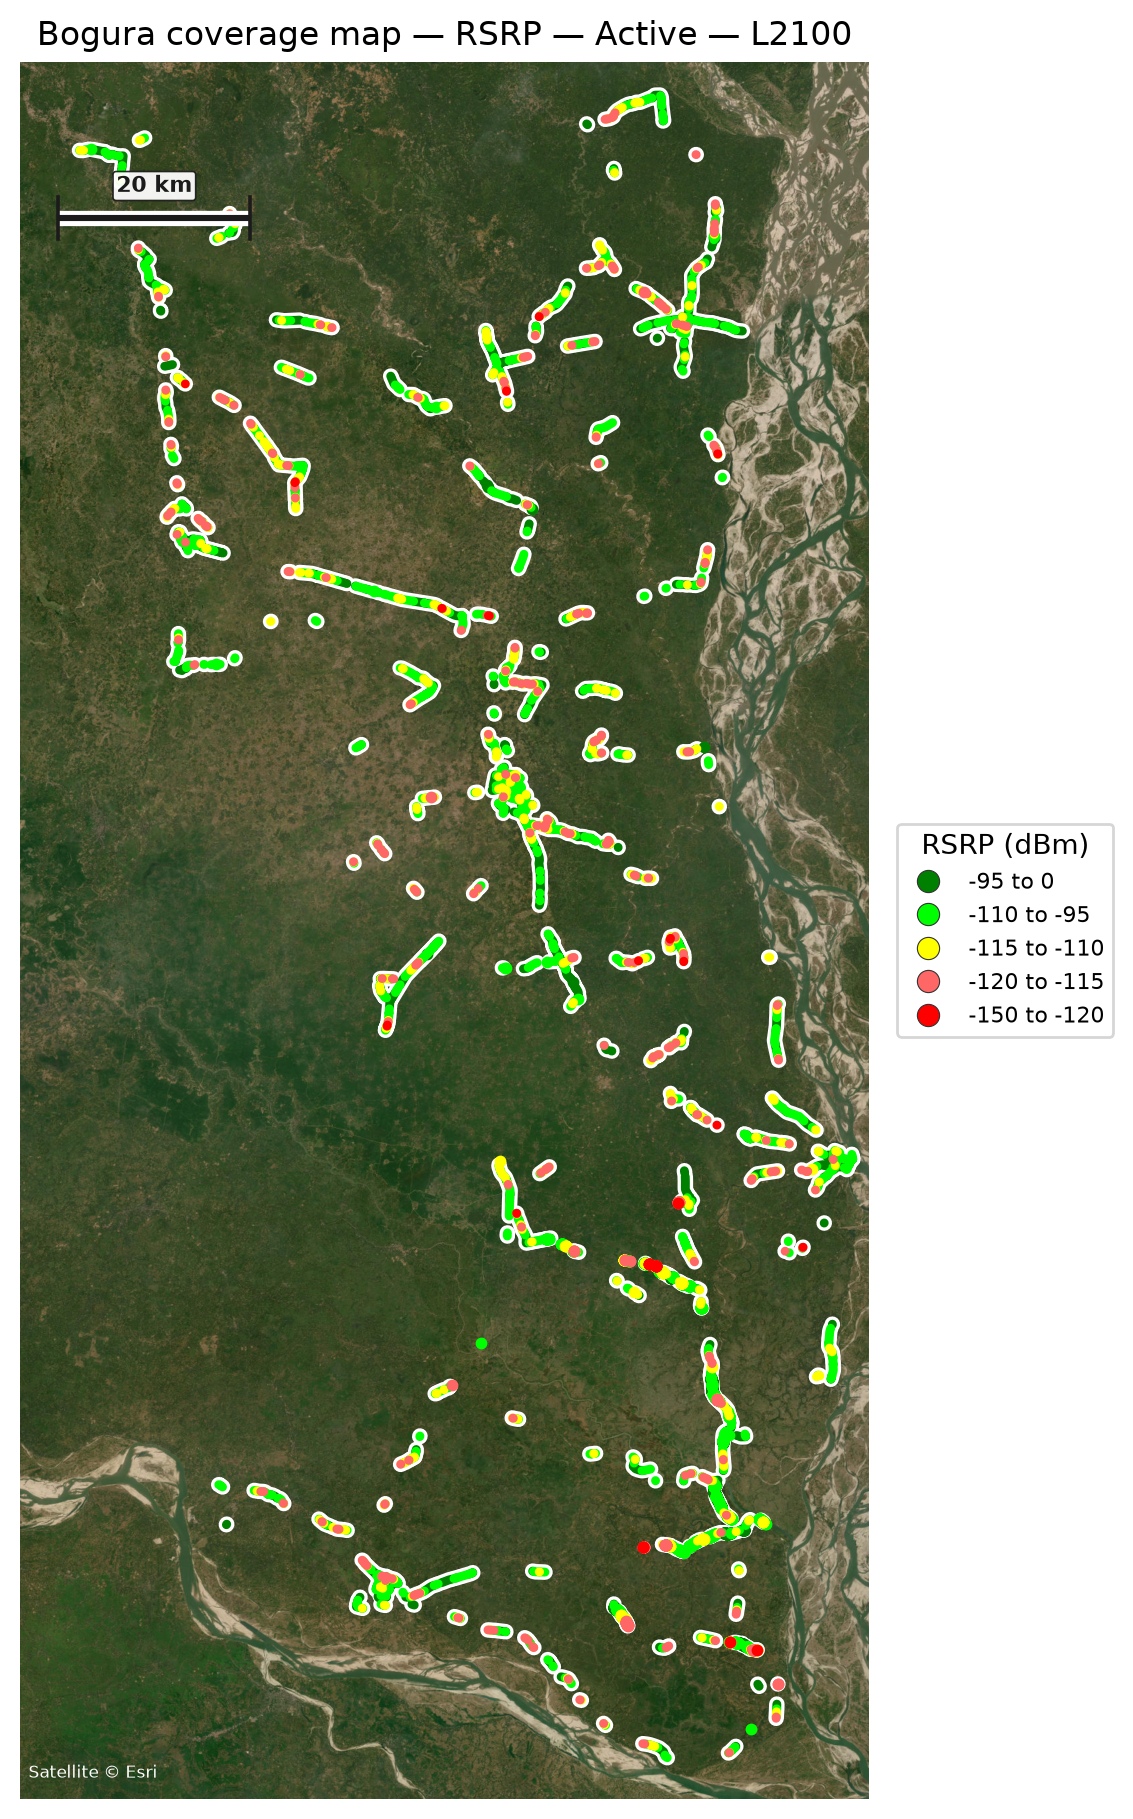 Bogura coverage map — RSRP — Active — L2100
20 km
RSRP (dBm)
-95 to 0
-110 to -95
-115 to -110
-120 to -115
-150 to -120
Satellite © Esri